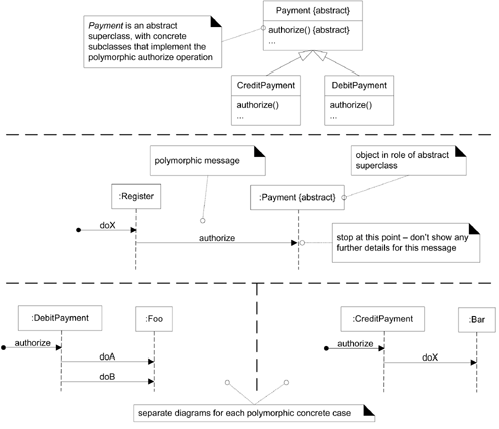 Payment {abstract}
Payment is an abstract
superclass, with concrete
subclasses that implement the
polymorphic authorize operation
authorize() {abstract}
...
CreditPayment
DebitPayment
authorize()
...
authorize()
...
polymorphic message
object in role of abstract
superclass
:Register
:Payment {abstract}
doX
authorize
stop at this point – don't show any
further details for this message
:DebitPayment
:Foo
authorize
doA
doB
:CreditPayment
:Bar
authorize
doX
separate diagrams for each polymorphic concrete case